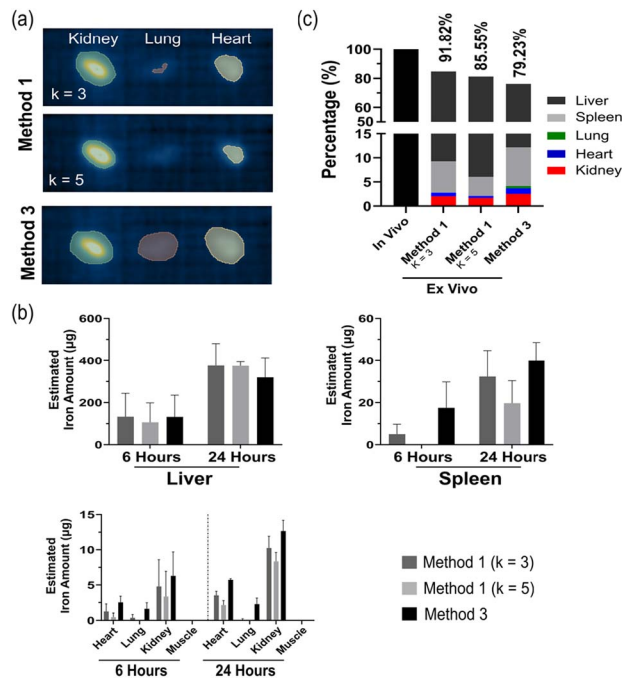 (a)
Kidney Lung Heart
Method 1
k = 3
k = 5
Method 3
(c)
91.82%
85.55%
79.23%
Percentage (%)
100
80
60
50
15
10
5
0
In Vivo
Method 1
K = 3
Method 1
K = 5
Method 3
Ex Vivo
Liver
Spleen
Lung
Heart
Kidney
(b)
Estimated
Iron Amount (µg)
600
400
200
0
6 Hours 24 Hours
Liver
Estimated
Iron Amount (µg)
60
40
20
0
6 Hours 24 Hours
Spleen
Estimated
Iron Amount (µg)
15
10
5
0
Heart Lung Kidney Muscle Heart Lung Kidney Muscle
6 Hours 24 Hours
Method 1 (k = 3)
Method 1 (k = 5)
Method 3